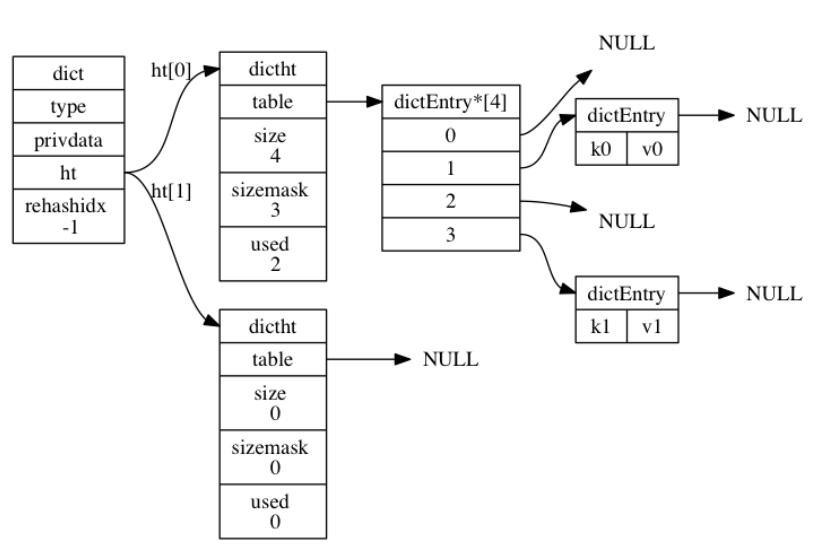 dict
type
privdata
ht
rehashidx
-1
ht[0]
ht[1]
dictht
table
size
4
sizemask
3
used
2
dictht
table
size
0
sizemask
0
used
0
NULL
dictEntry*[4]
0
1
2
3
NULL
dictEntry
k0 v0
NULL
NULL
dictEntry
k1 v1
NULL